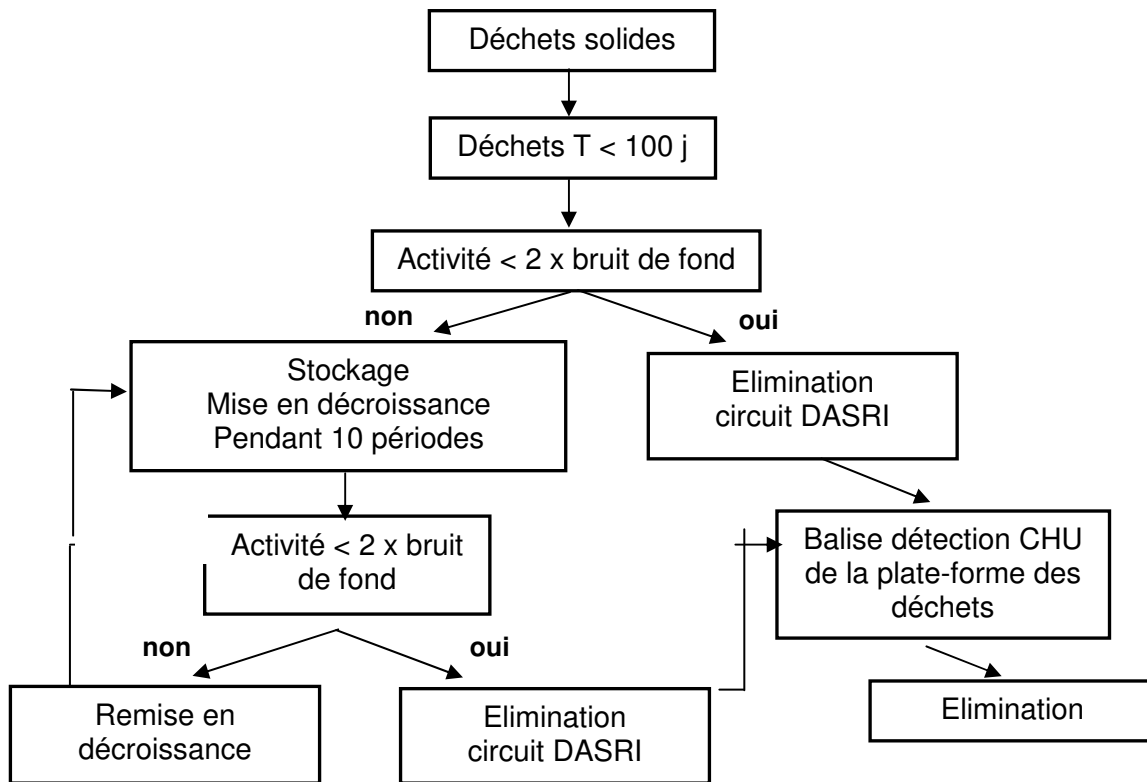 Déchets solides
Déchets T < 100 j
Activité < 2 x bruit de fond
non
oui
Stockage
Mise en décroissance
Pendant 10 périodes
Elimination
circuit DASRI
Activité < 2 x bruit
de fond
Balise détection CHU
de la plate-forme des
déchets
non
oui
Remise en
décroissance
Elimination
circuit DASRI
Elimination